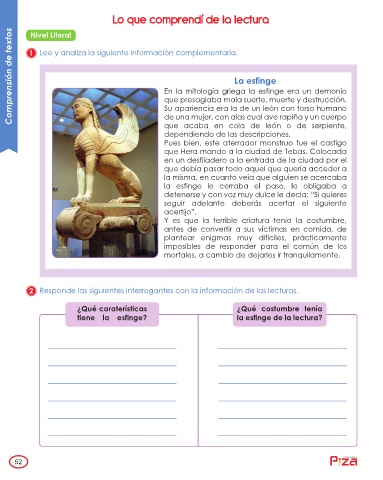 Lo que comprendí de la lectura
Comprensión de textos
Nivel Literal
1 Lee y analiza la siguiente información complementaria.
La esfinge
En la mitología griega la esfinge era un demonio
que presagiaba mala suerte, muerte y destrucción.
Su apariencia era la de un león con torso humano
de una mujer, con alas cual ave rapiña y un cuerpo
que acaba en cola de león o de serpiente,
dependiendo de las descripciones.
Pues bien, este aterrador monstruo fue el castigo
que Hera mando a la ciudad de Tebas. Colocada
en un desfiladero a la entrada de la ciudad por el
que debía pasar todo aquel que quería acceder a
la misma, en cuanto veía que alguien se acercaba
la esfinge le cerraba el paso, le obligaba a
detenerse y con voz muy dulce le decía: "Si quieres
seguir adelante deberás acertar el siguiente
acertijo".
Y es que la terrible criatura tenía la costumbre,
antes de convertir a sus víctimas en comida, de
plantear enigmas muy difíciles, prácticamente
imposibles de responder para el común de los
mortales, a cambio de dejarles ir tranquilamente.
2 Responde las siguientes interrogantes con la información de las lecturas.
¿Qué caraterísticas
tiene la esfinge?
¿Qué costumbre tenía
la esfinge de la lectura?
52
Piza